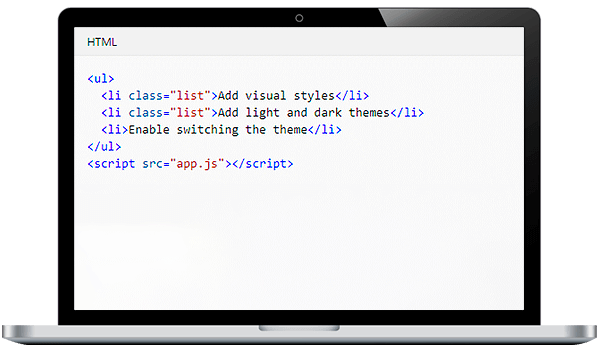 HTML
<ul>
  <li class="list">Add visual styles</li>
  <li class="list">Add light and dark themes</li>
  <li>Enable switching the theme</li>
</ul>
<script src="app.js"></script>